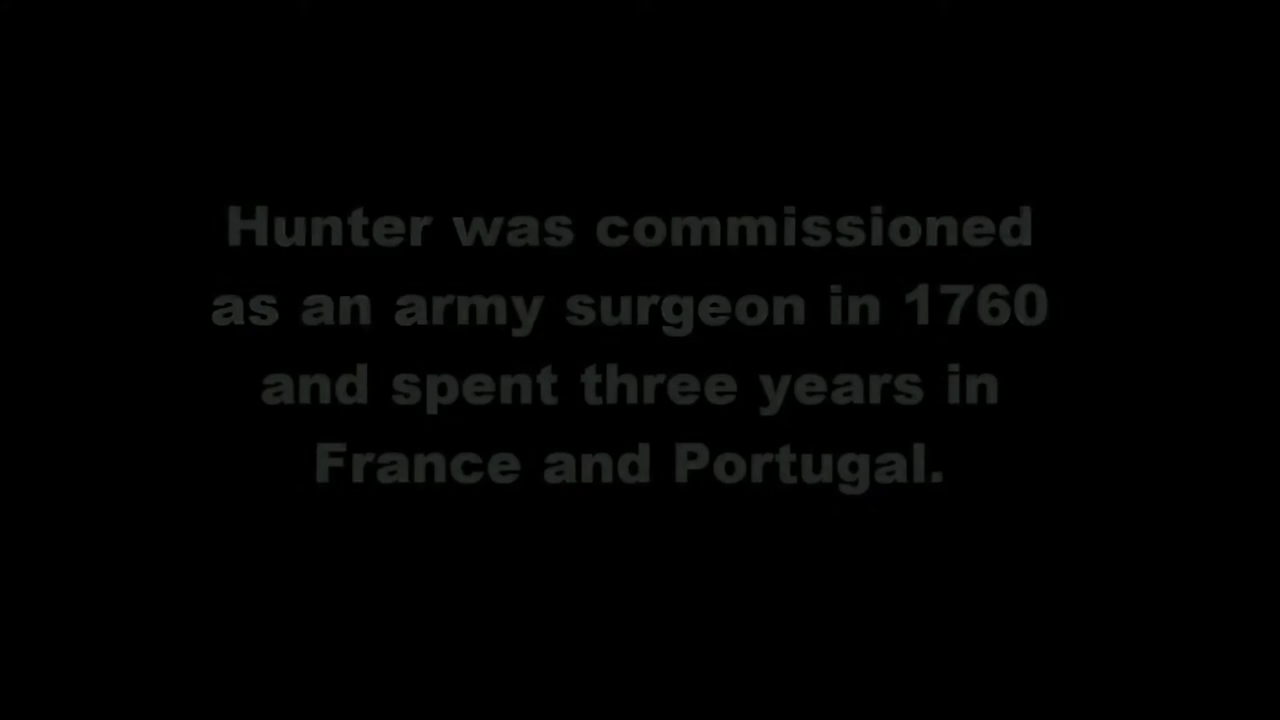 Hunter was commissioned
as an army surgeon in 1760
and spent three years in
France and Portugal.